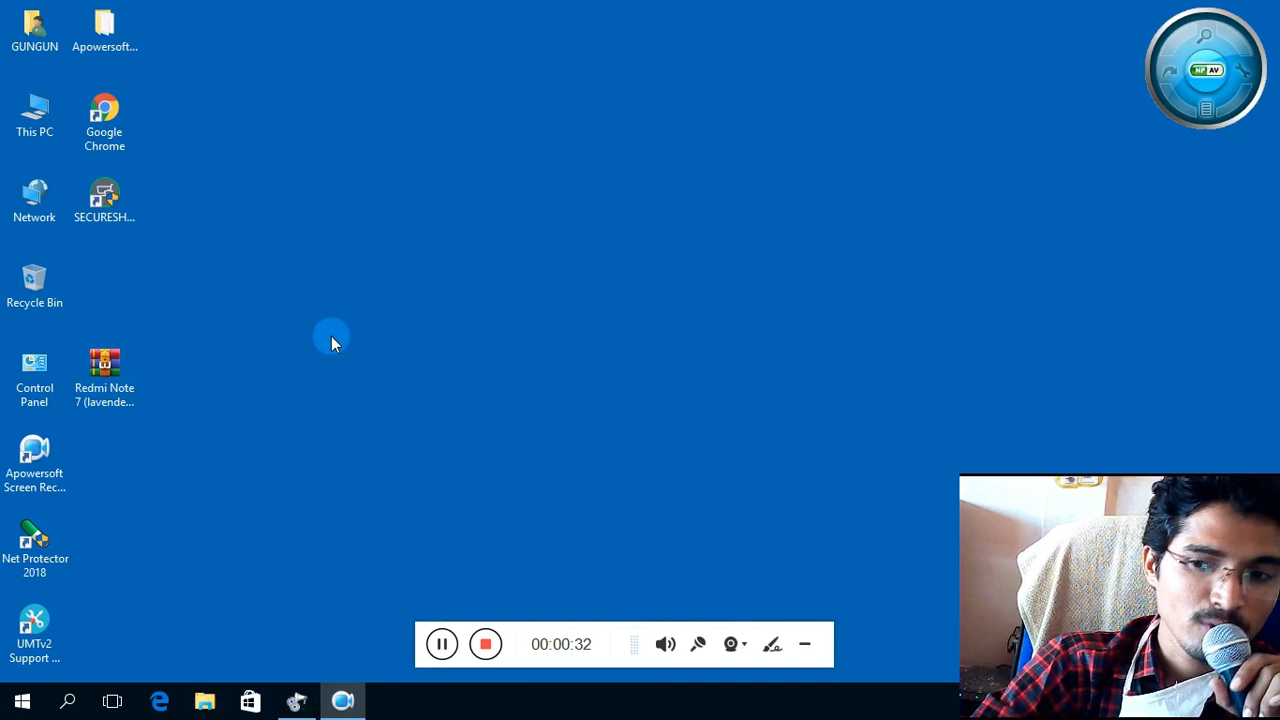 GUNGUN
Apowersoft...
This PC
Google
Chrome
Network
SECURESH...
Recycle Bin
Control
Panel
Redmi Note
7 (lavende...
Apowersoft
Screen Rec...
Net Protector
2018
UMTv2
Support ...
NP AV
00:00:32